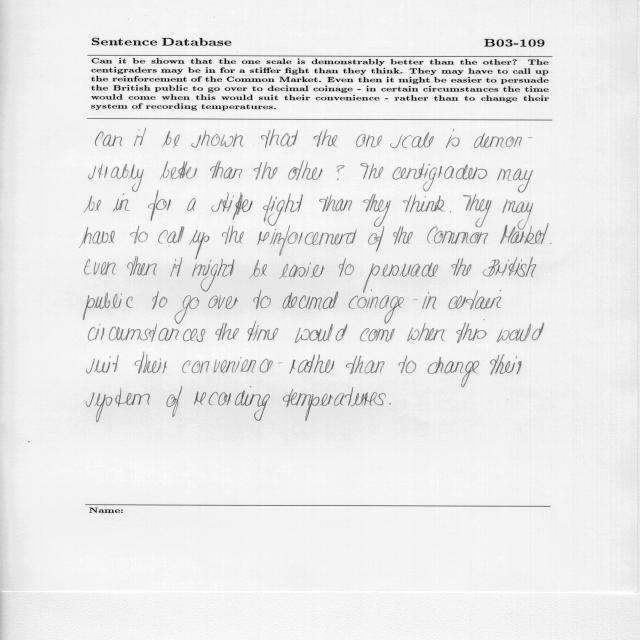 Sentence Database B03-109
Can it be shown that the one scale is demonstrably better than the other? The
centigraders may be in for a stiffer fight than they think. They may have to call up
the reinforcement of the Common Market. Even then it might be easier to persuade
the British public to go over to decimal coinage - in certain circumstances the time
would come when this would suit their convenience - rather than to change their
system of recording temperatures.
Can it be shown that the one scale is demon-
strably better than the other? The centigraders may
be in for a stiffer fight than they think. They may
have to call up the reinforcement of the Common Market.
Even then it might be easier to persuade the British
public to go over to decimal coinage - in certain
circumstances the time would come when this would
suit their convenience - rather than to change their
system of recording temperatures.
Name: